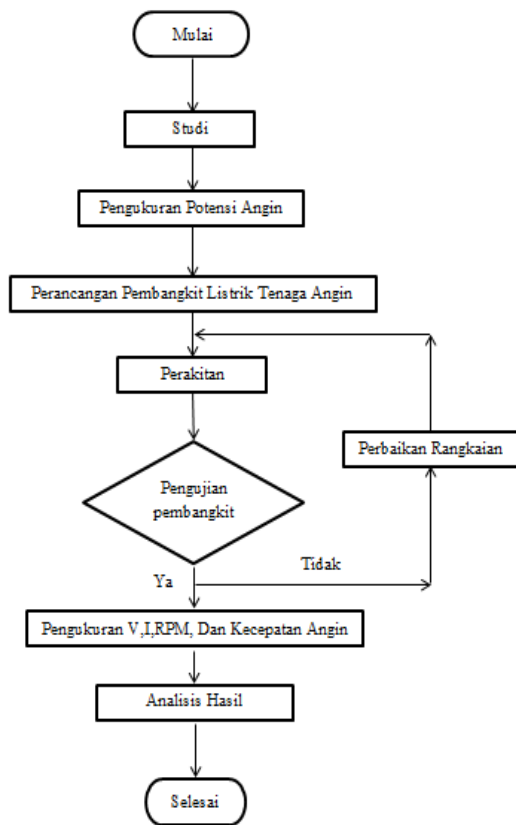 Mulai
Studi
Pengukuran Potensi Angin
Perancangan Pembangkit Listrik Tenaga Angin
Perakitan
Perbaikan Rangkaian
Pengujian
pembangkit
Tidak
Ya
Pengukuran V,I,RPM, Dan Kecepatan Angin
Analisis Hasil
Selesai